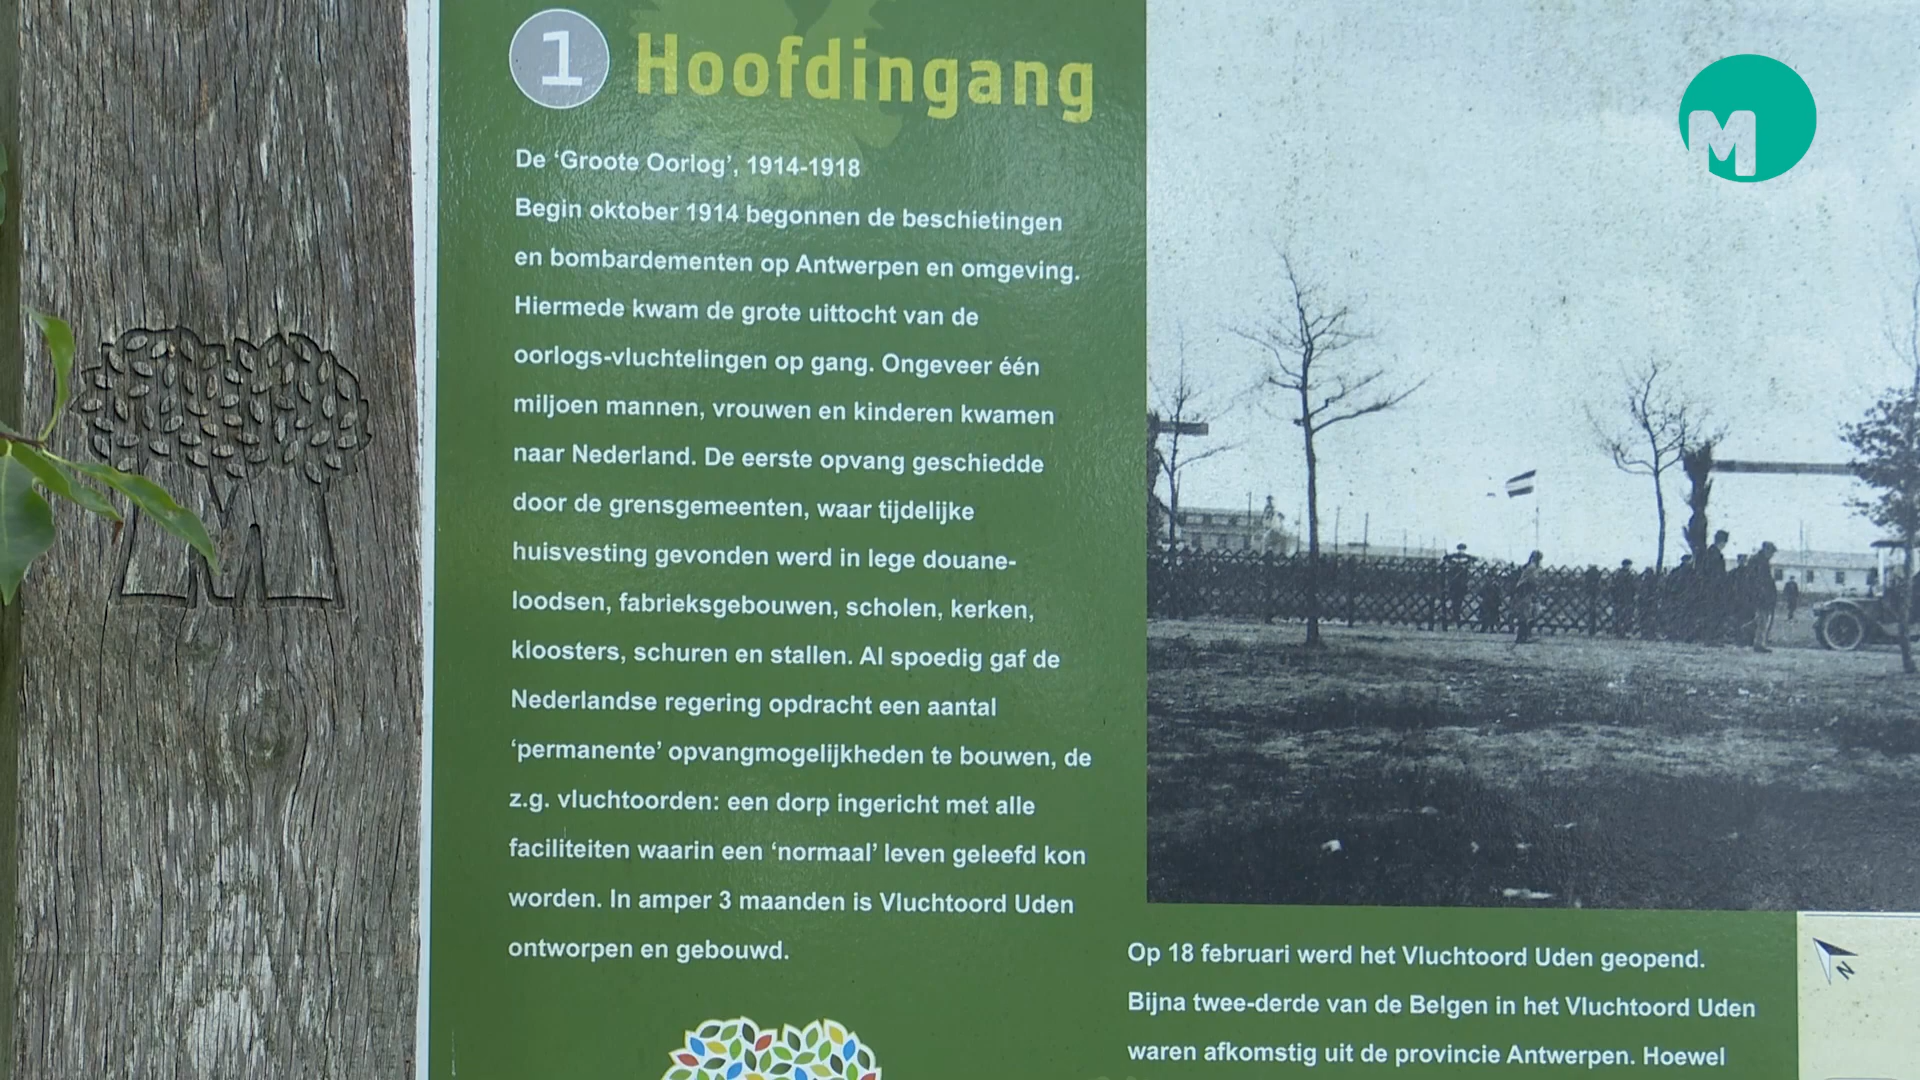 1 Hoofdingang
De ‘Groote Oorlog’, 1914-1918
Begin oktober 1914 begonnen de beschietingen
en bombardementen op Antwerpen en omgeving.
Hiermede kwam de grote uittocht van de
oorlogs-vluchtelingen op gang. Ongeveer één
miljoen mannen, vrouwen en kinderen kwamen
naar Nederland. De eerste opvang geschiedde
door de grensgemeenten, waar tijdelijke
huisvesting gevonden werd in lege douane-
loodsen, fabrieksgebouwen, scholen, kerken,
kloosters, schuren en stallen. Al spoedig gaf de
Nederlandse regering opdracht een aantal
‘permanente’ opvangmogelijkheden te bouwen, de
z.g. vluchtoorden: een dorp ingericht met alle
faciliteiten waarin een ‘normaal’ leven geleefd kon
worden. In amper 3 maanden is Vluchtoord Uden
ontworpen en gebouwd.
Op 18 februari werd het Vluchtoord Uden geopend.
Bijna twee-derde van de Belgen in het Vluchtoord Uden
waren afkomstig uit de provincie Antwerpen. Hoewel
N
M